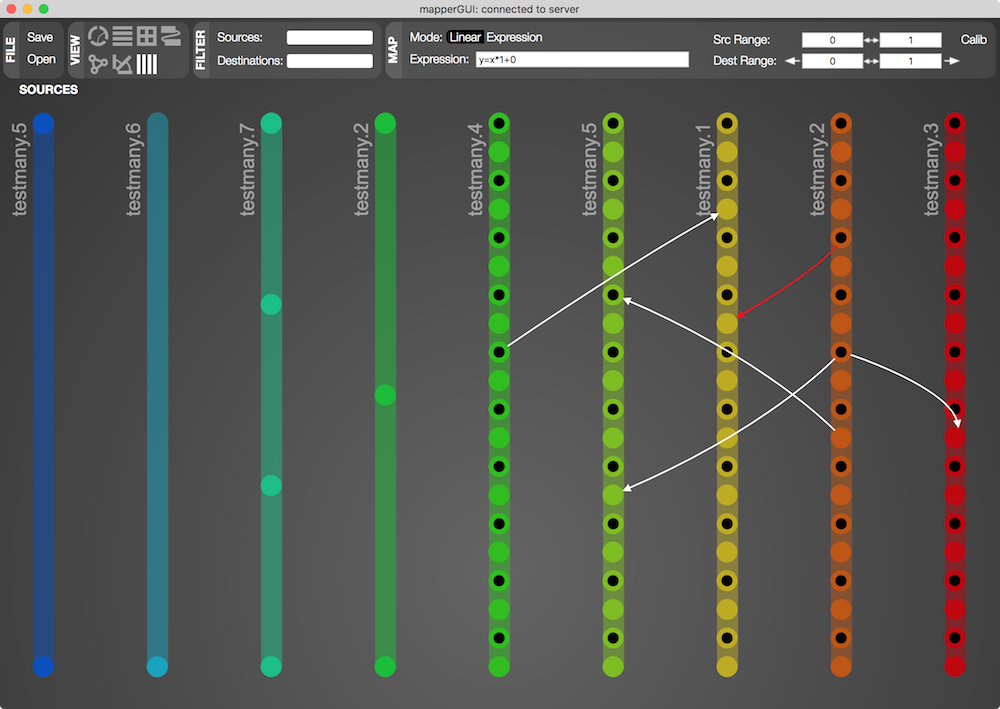 mapperGUI: connected to server
FILE
Save
Open
VIEW
FILTER
Sources:
Destinations:
MAP
Mode: Linear Expression
Expression: y=x*1+0
Src Range: 0 1 Calib
Dest Range: 0 1
SOURCES
testmany.5
testmany.6
testmany.7
testmany.2
testmany.4
testmany.5
testmany.1
testmany.2
testmany.3